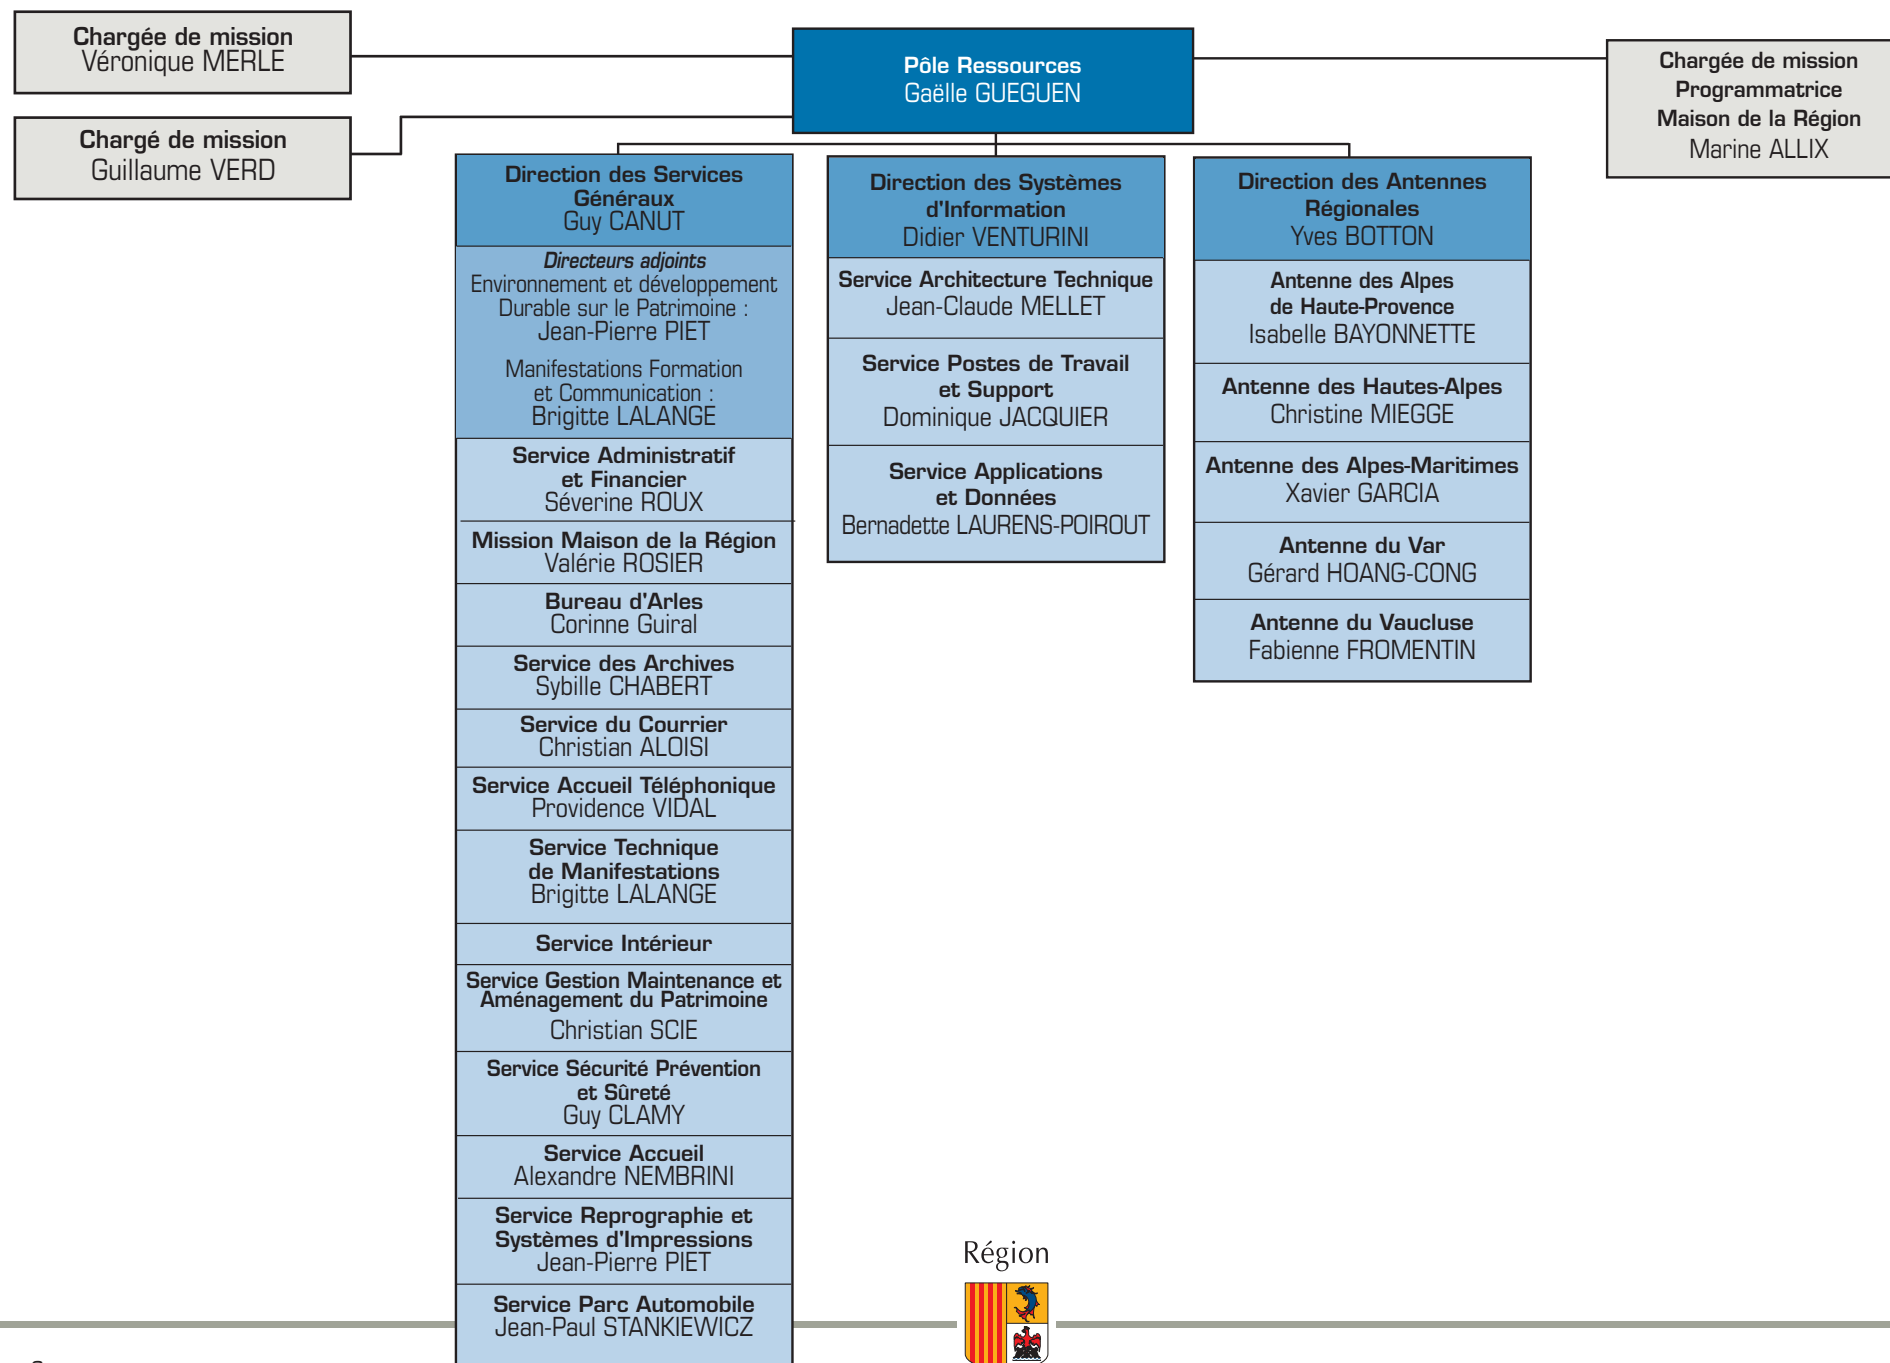 Chargée de mission
Véronique MERLE
Chargé de mission
Guillaume VERD
Pôle Ressources
Gaëlle GUEGUEN
Chargée de mission
Programmatrice
Maison de la Région
Marine ALLIX
Direction des Services
Généraux
Guy CANUT
Directeurs adjoints
Environnement et développement
Durable sur le Patrimoine :
Jean-Pierre PIET
Manifestations Formation
et Communication :
Brigitte LALANGE
Service Administratif
et Financier
Séverine ROUX
Mission Maison de la Région
Valérie ROSIER
Bureau d'Arles
Corinne Guiral
Service des Archives
Sybille CHABERT
Service du Courrier
Christian ALOISI
Service Accueil Téléphonique
Providence VIDAL
Service Technique
de Manifestations
Brigitte LALANGE
Service Intérieur
Service Gestion Maintenance et
Aménagement du Patrimoine
Christian SCIE
Service Sécurité Prévention
et Sûreté
Guy CLAMY
Service Accueil
Alexandre NEMBRINI
Service Reprographie et
Systèmes d'Impressions
Jean-Pierre PIET
Service Parc Automobile
Jean-Paul STANKIEWICZ
Direction des Systèmes
d'Information
Didier VENTURINI
Service Architecture Technique
Jean-Claude MELLET
Service Postes de Travail
et Support
Dominique JACQUIER
Service Applications
et Données
Bernadette LAURENS-POIROUT
Direction des Antennes
Régionales
Yves BOTTON
Antenne des Alpes
de Haute-Provence
Isabelle BAYONNETTE
Antenne des Hautes-Alpes
Christine MIEGGE
Antenne des Alpes-Maritimes
Xavier GARCIA
Antenne du Var
Gérard HOANG-CONG
Antenne du Vaucluse
Fabienne FROMENTIN
Région